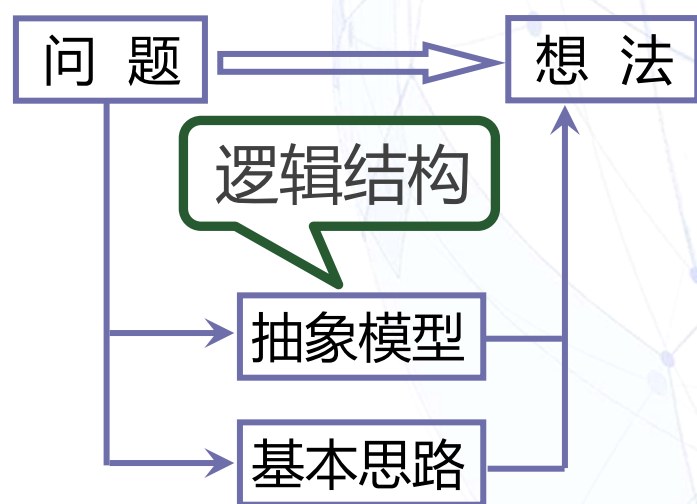 问 题
想 法
逻辑结构
抽象模型
基本思路